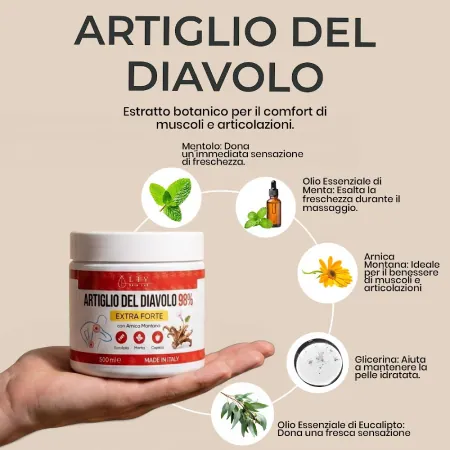 ARTIGLIO DEL
DIAVOLO
Estratto botanico per il comfort di
muscoli e articolazioni.
Mentolo: Dona
un'immediata sensazione
di freschezza.
Olio Essenziale di
Menta: Esalta la
freschezza durante il
massaggio.
Arnica
Montana: Ideale
per il benessere
di muscoli e
articolazioni
Glicerina: Aiuta
a mantenere la
pelle idratata.
Olio Essenziale di Eucalipto:
Dona una fresca sensazione
ARTIGLIO DEL DIAVOLO 98%
EXTRA FORTE
con Arnica Montana
500 ml e
MADE IN ITALY